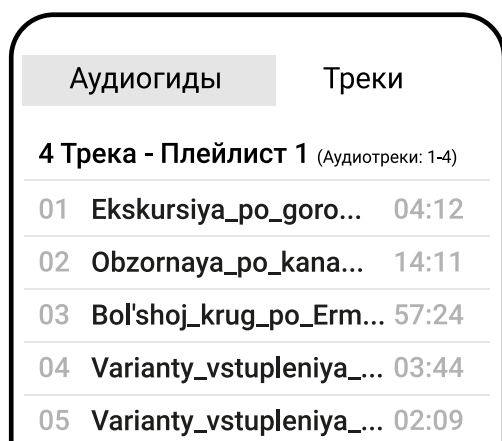 Аудиогиды Треки
4 Трека - Плейлист 1 (Аудиотреки: 1-4)
01 Ekskursiya_po_goro... 04:12
02 Obzornaya_po_kana... 14:11
03 Bol'shoj_krug_po_Erm... 57:24
04 Varianty_vstupleniya_... 03:44
05 Varianty_vstupleniya_... 02:09